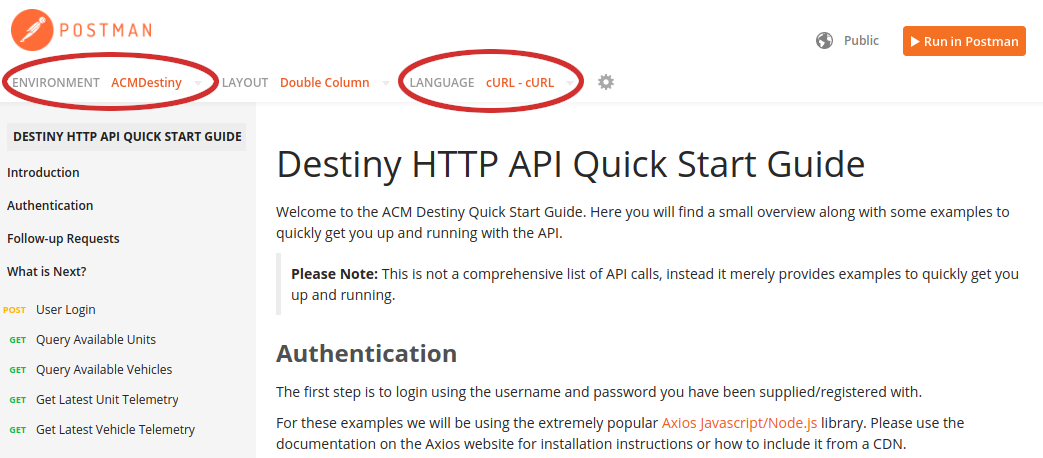 POSTMAN
Public
Run in Postman
ENVIRONMENT ACMDestiny LAYOUT Double Column LANGUAGE cURL - cURL
DESTINY HTTP API QUICK START GUIDE
Introduction
Authentication
Follow-up Requests
What is Next?
POST User Login
GET Query Available Units
GET Query Available Vehicles
GET Get Latest Unit Telemetry
GET Get Latest Vehicle Telemetry
Destiny HTTP API Quick Start Guide
Welcome to the ACM Destiny Quick Start Guide. Here you will find a small overview along with some examples to
quickly get you up and running with the API.
Please Note: This is not a comprehensive list of API calls, instead it merely provides examples to quickly get you
up and running.
Authentication
The first step is to login using the username and password you have been supplied/registered with.
For these examples we will be using the extremely popular Axios Javascript/Node.js library. Please use the
documentation on the Axios website for installation instructions or how to include it from a CDN.